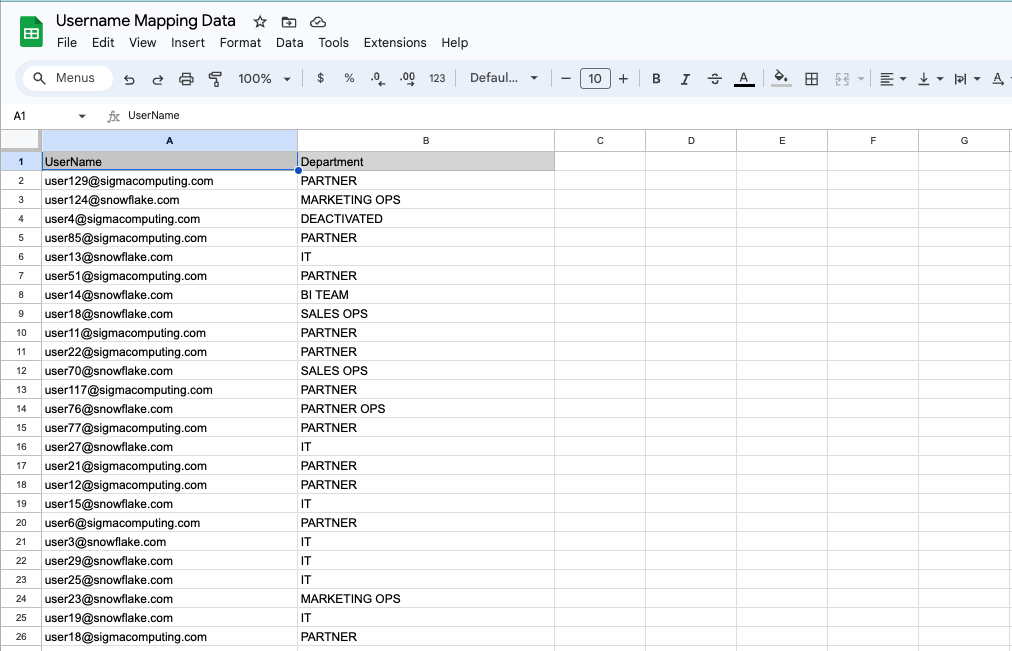 Username Mapping Data
File Edit View Insert Format Data Tools Extensions Help
Menus 100% $ % .0 .00 123 Defaul... 10 B I S A A
A1 fx UserName
A B C D E F G
1 UserName Department
2 user129@sigmacomputing.com PARTNER
3 user124@snowflake.com MARKETING OPS
4 user4@sigmacomputing.com DEACTIVATED
5 user85@sigmacomputing.com PARTNER
6 user13@snowflake.com IT
7 user51@sigmacomputing.com PARTNER
8 user14@snowflake.com BI TEAM
9 user18@snowflake.com SALES OPS
10 user11@sigmacomputing.com PARTNER
11 user22@sigmacomputing.com PARTNER
12 user70@snowflake.com SALES OPS
13 user117@sigmacomputing.com PARTNER
14 user76@snowflake.com PARTNER OPS
15 user77@sigmacomputing.com PARTNER
16 user27@snowflake.com IT
17 user21@sigmacomputing.com PARTNER
18 user12@sigmacomputing.com PARTNER
19 user15@snowflake.com IT
20 user6@sigmacomputing.com PARTNER
21 user3@snowflake.com IT
22 user29@snowflake.com IT
23 user25@snowflake.com IT
24 user23@snowflake.com MARKETING OPS
25 user19@snowflake.com IT
26 user18@sigmacomputing.com PARTNER